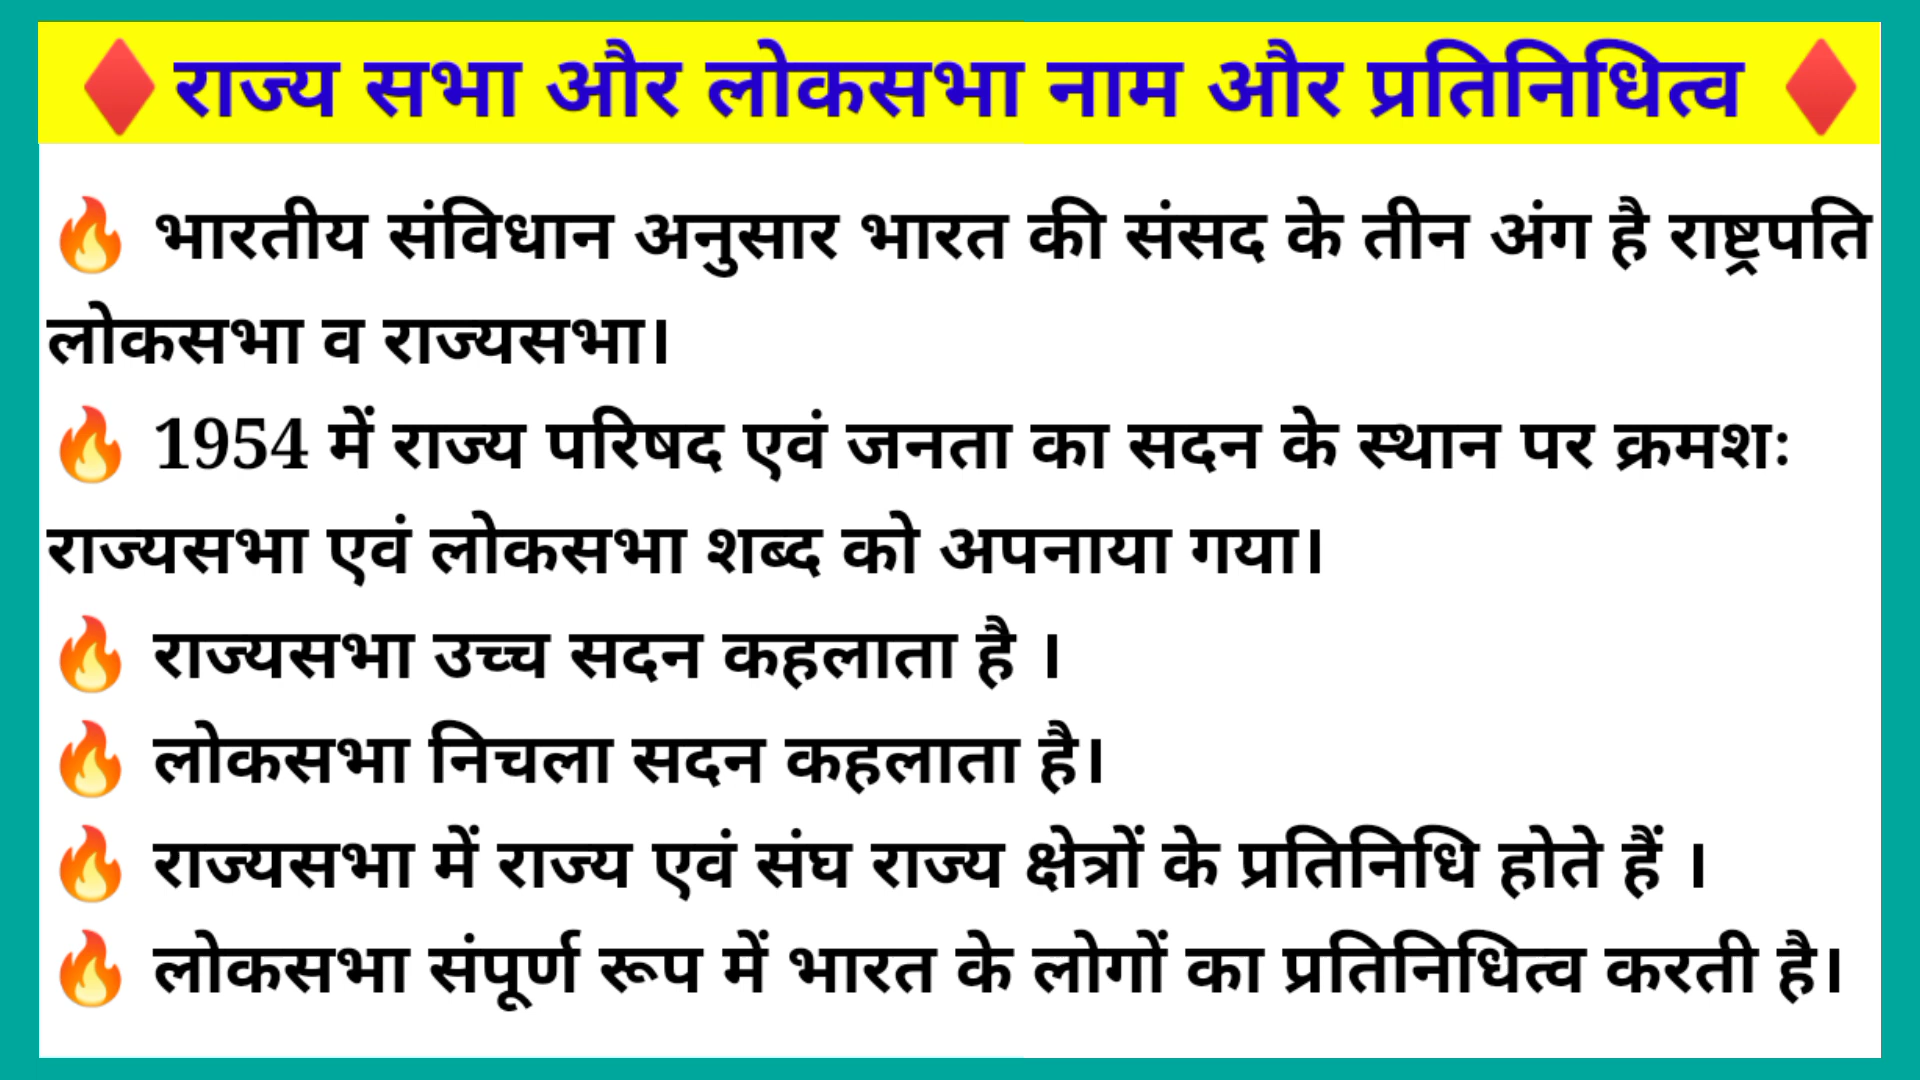 ♦️राज्य सभा और लोकसभा नाम और प्रतिनिधित्व ♦️
🔥 भारतीय संविधान अनुसार भारत की संसद के तीन अंग है राष्ट्रपति
लोकसभा व राज्यसभा।
🔥 1954 में राज्य परिषद एवं जनता का सदन के स्थान पर क्रमशः
राज्यसभा एवं लोकसभा शब्द को अपनाया गया।
🔥 राज्यसभा उच्च सदन कहलाता है ।
🔥 लोकसभा निचला सदन कहलाता है।
🔥 राज्यसभा में राज्य एवं संघ राज्य क्षेत्रों के प्रतिनिधि होते हैं ।
🔥 लोकसभा संपूर्ण रूप में भारत के लोगों का प्रतिनिधित्व करती है।